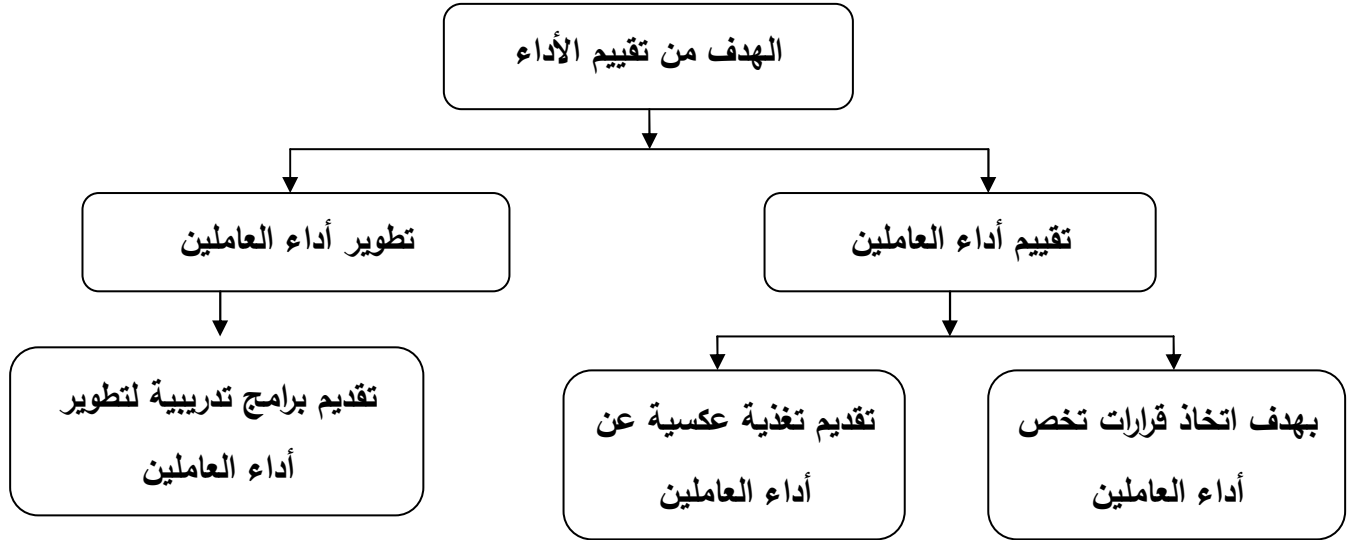 الهدف من تقييم الأداء
تقييم أداء العاملين
تطوير أداء العاملين
بهدف اتخاذ قرارات تخص
أداء العاملين
تقديم تغذية عكسية عن
أداء العاملين
تقديم برامج تدريبية لتطوير
أداء العاملين